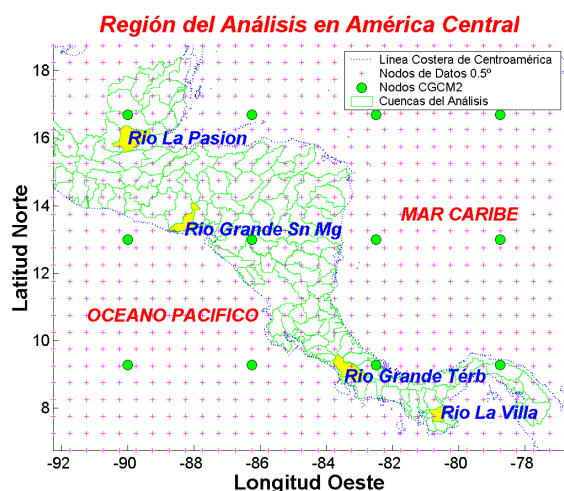 Región del Análisis en América Central
Línea Costera de Centroamérica
Nodos de Datos 0.5º
Nodos CGCM2
Cuencas del Análisis
18
16
14
12
10
8
Latitud Norte
Rio La Pasion
Rio Grande Sn Mg
MAR CARIBE
OCEANO PACIFICO
Rio Grande Térb
Rio La Villa
-92 -90 -88 -86 -84 -82 -80 -78
Longitud Oeste